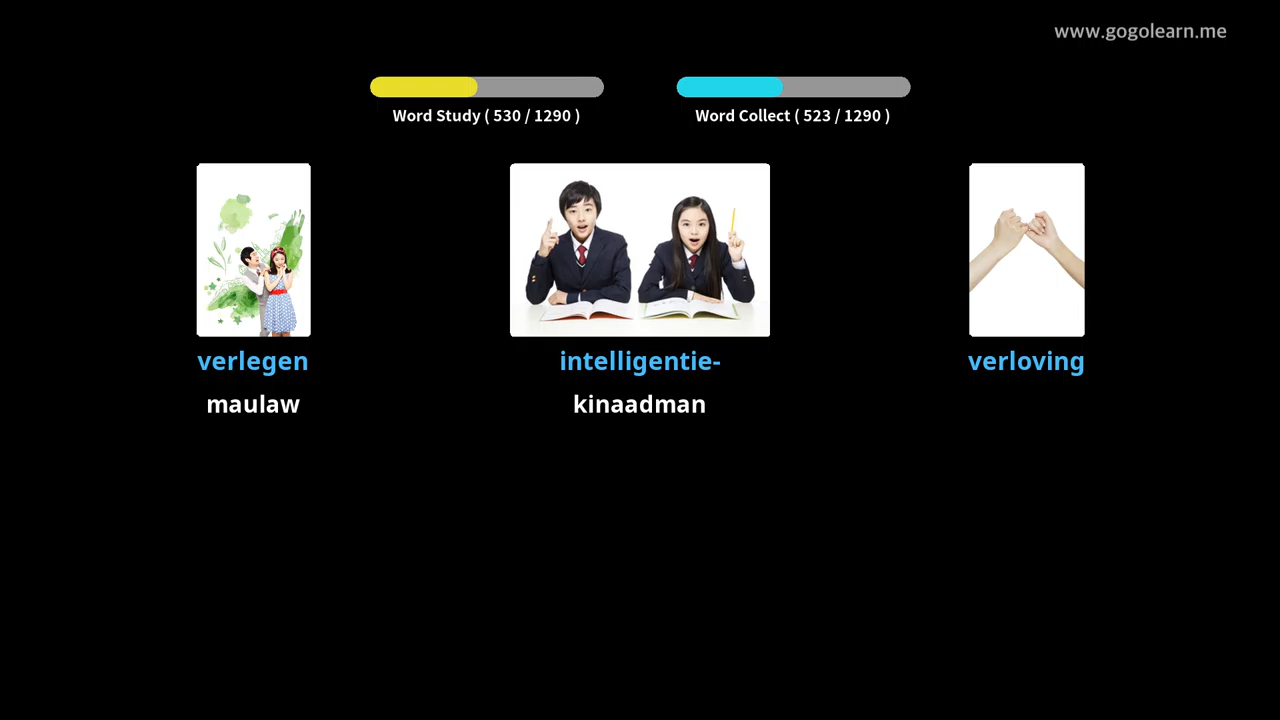 www.gogolearn.me
Word Study ( 530 / 1290 )
Word Collect ( 523 / 1290 )
verlegen
maulaw
intelligentie-
kinaadman
verloving